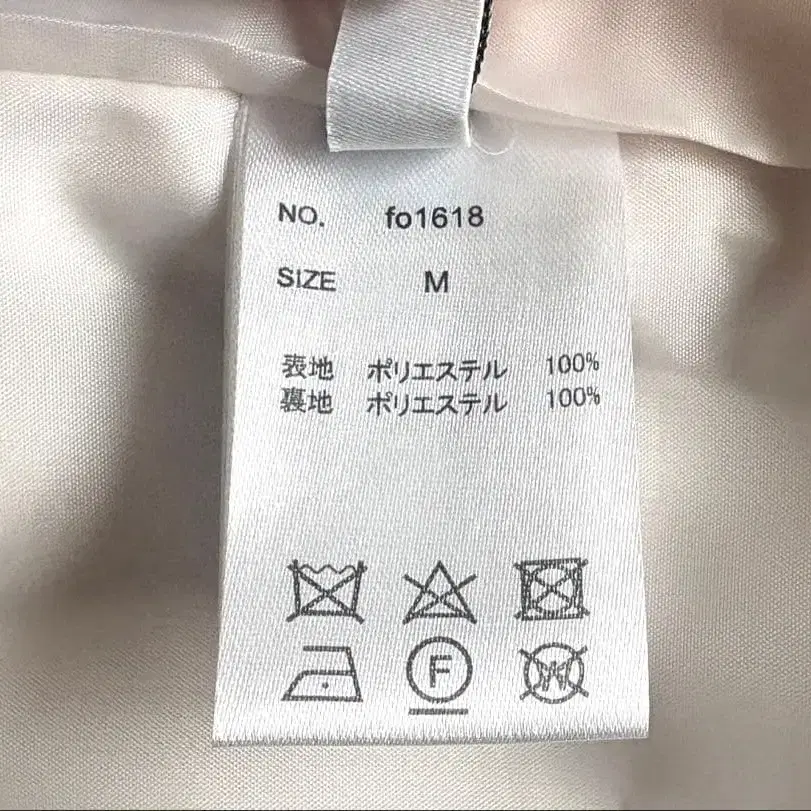 NO. fo1618
SIZE M
表地 ポリエステル 100%
裏地 ポリエステル 100%
F
W